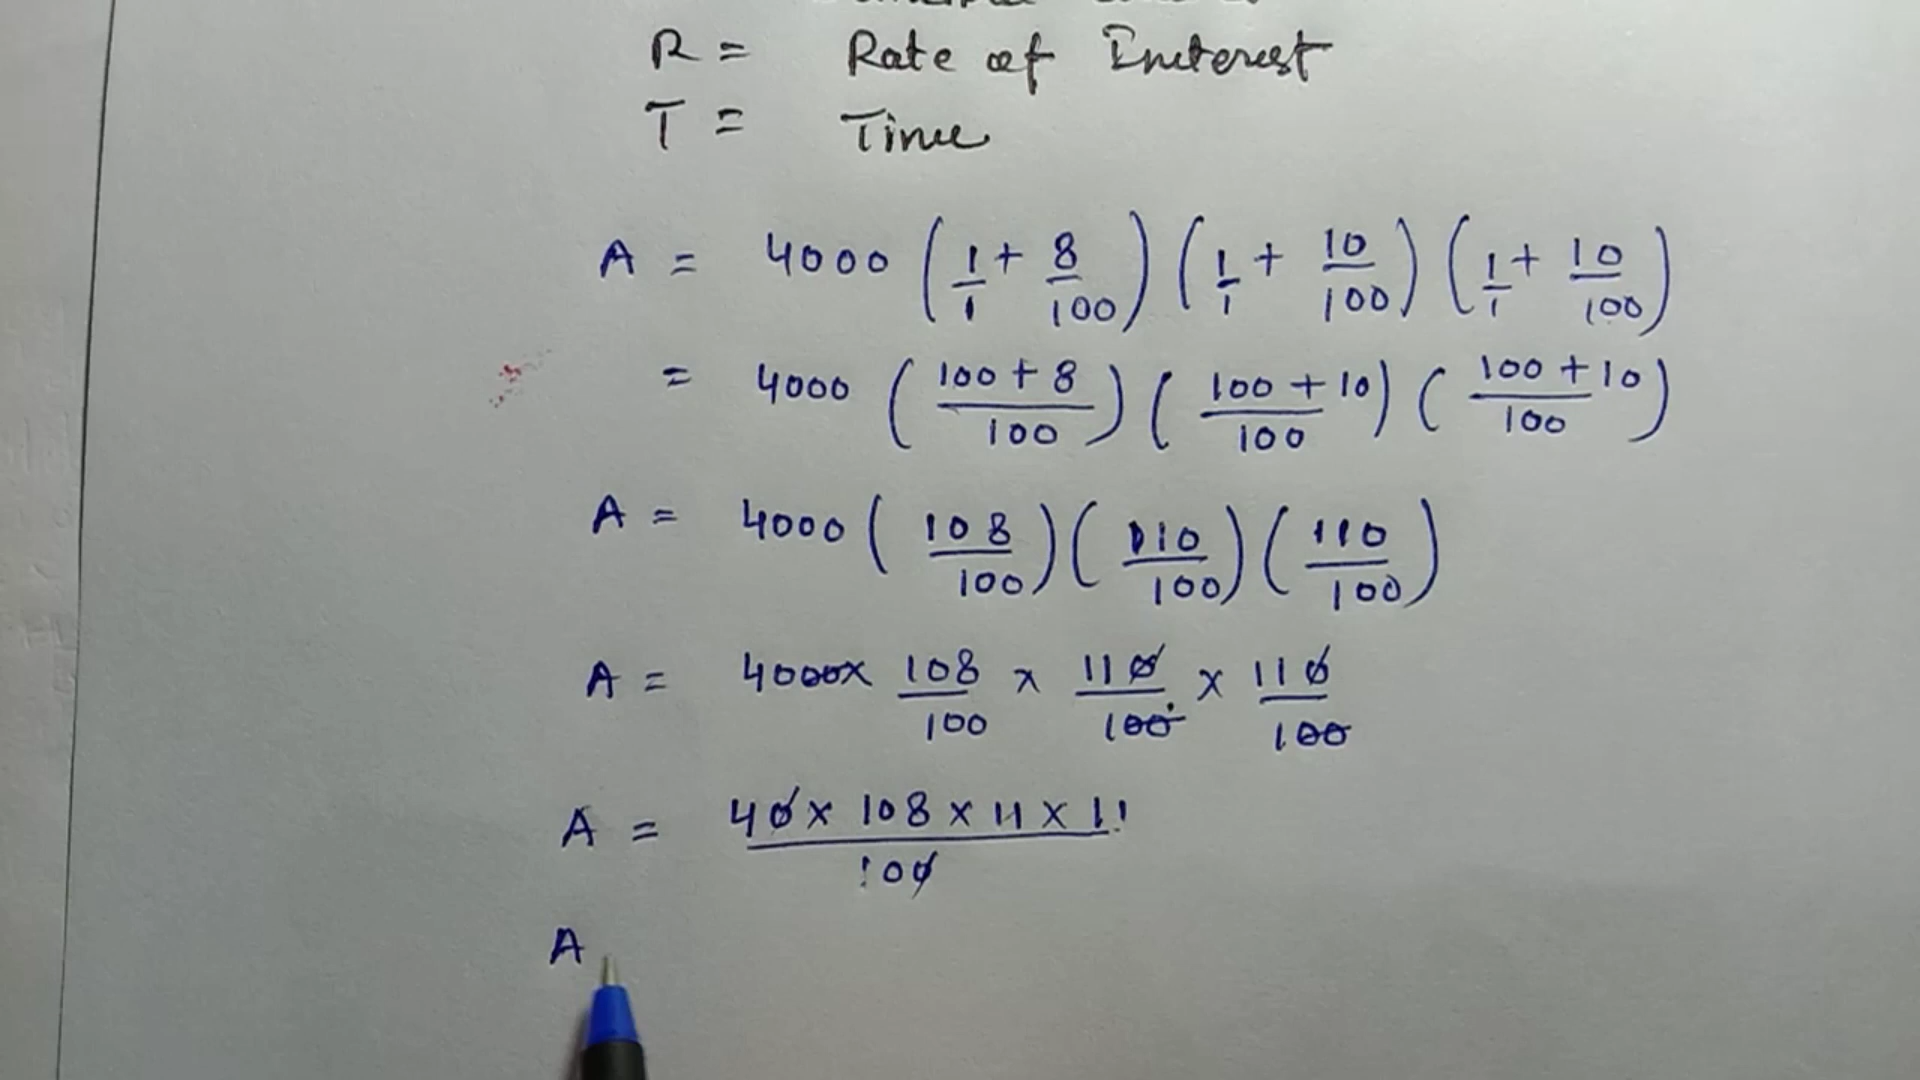 R = Rate of Interest
T = Time
A = 4000 (1/1 + 8/100) (1/1 + 10/100) (1/1 + 10/100)
= 4000 (100 + 8/100) (100 + 10/100) (100 + 10/100)
A = 4000 (108/100) (110/100) (110/100)
A = 4000 x 108/100 x 110/100 x 110/100
A = 40 x 108 x 11 x 11/100
A